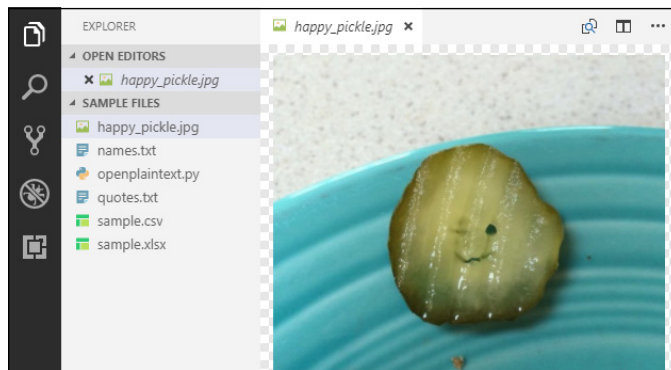 EXPLORER
OPEN EDITORS
happy_pickle.jpg
SAMPLE FILES
happy_pickle.jpg
names.txt
openplaintext.py
quotes.txt
sample.csv
sample.xlsx
happy_pickle.jpg